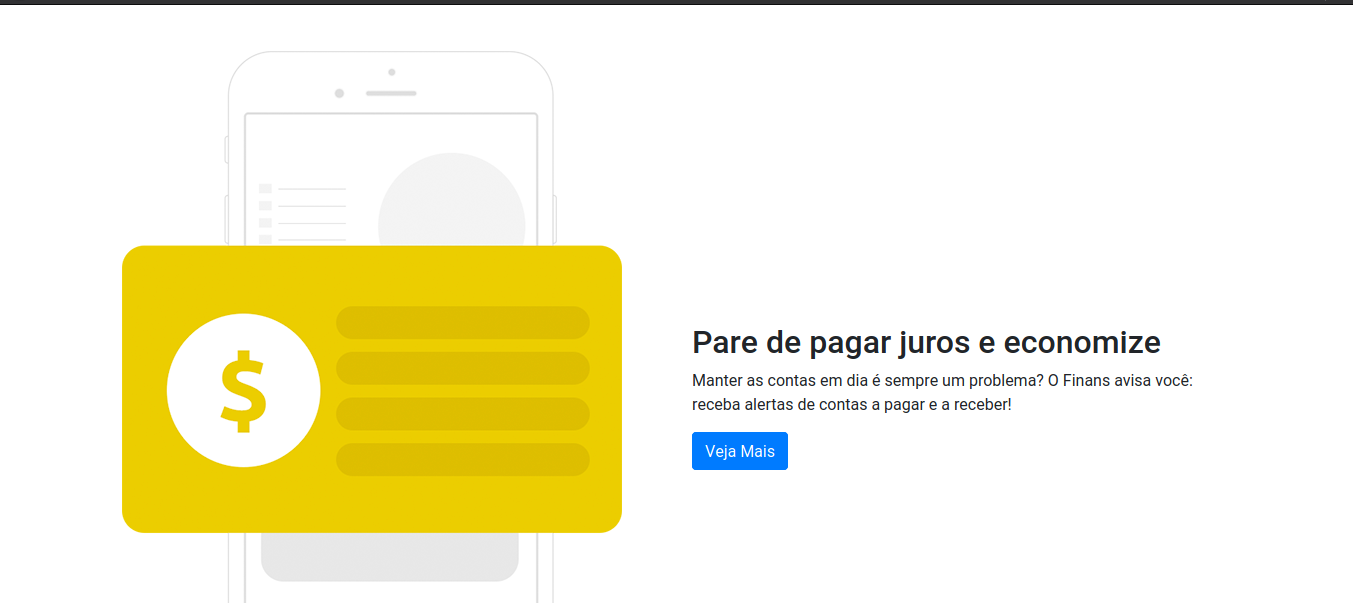 $
Pare de pagar juros e economize
Manter as contas em dia é sempre um problema? O Finans avisa você:
receba alertas de contas a pagar e a receber!
Veja Mais